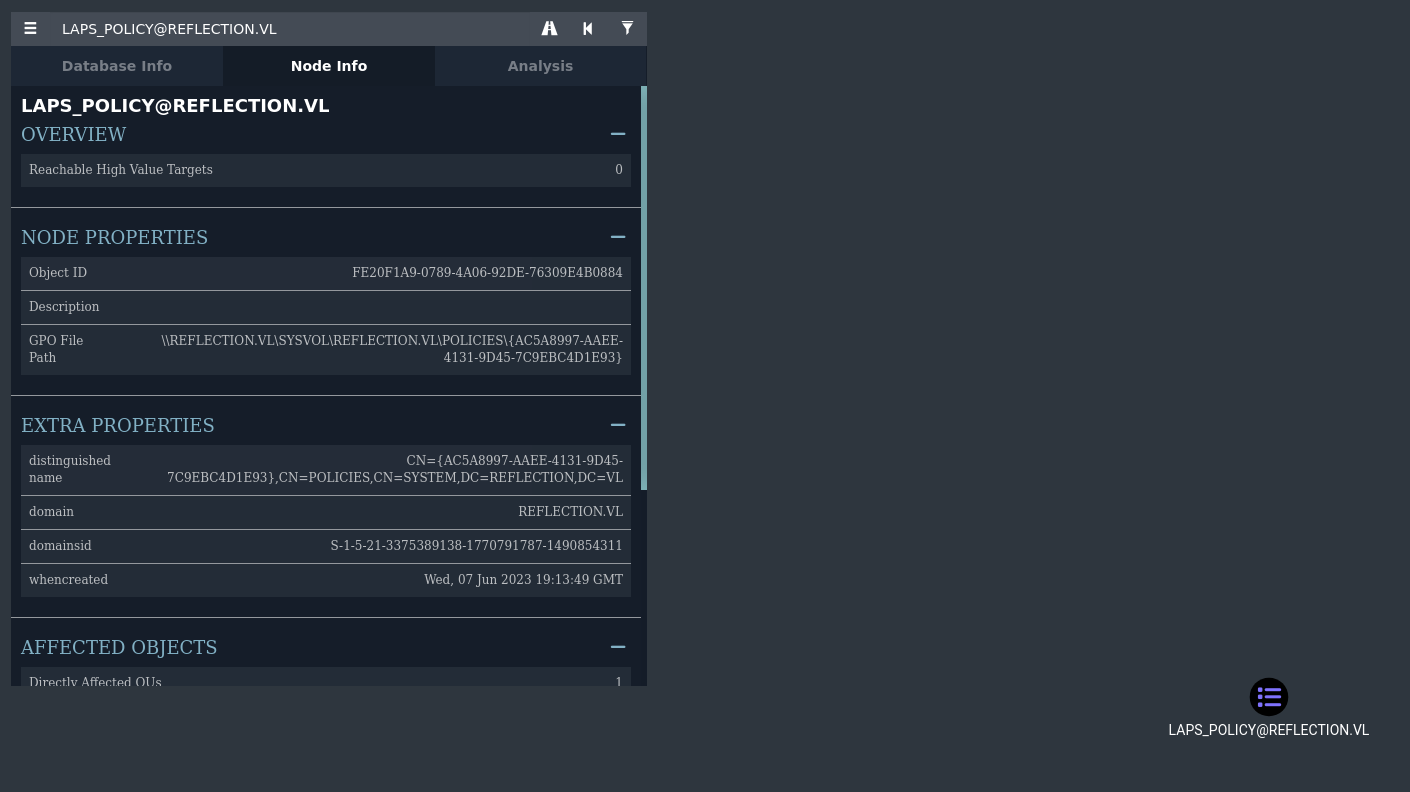 LAPS_POLICY@REFLECTION.VL
Database Info Node Info Analysis
LAPS_POLICY@REFLECTION.VL
OVERVIEW
Reachable High Value Targets 0
NODE PROPERTIES
Object ID FE20F1A9-0789-4A06-92DE-76309E4B0884
Description
GPO File \\REFLECTION.VL\SYSVOL\REFLECTION.VL\POLICIES\{AC5A8997-AAEE-
Path 4131-9D45-7C9EBC4D1E93}
EXTRA PROPERTIES
distinguished CN={AC5A8997-AAEE-4131-9D45-
name 7C9EBC4D1E93},CN=POLICIES,CN=SYSTEM,DC=REFLECTION,DC=VL
domain REFLECTION.VL
domainsid S-1-5-21-3375389138-1770791787-1490854311
whencreated Wed, 07 Jun 2023 19:13:49 GMT
AFFECTED OBJECTS
Directly Affected OUs 1
LAPS_POLICY@REFLECTION.VL